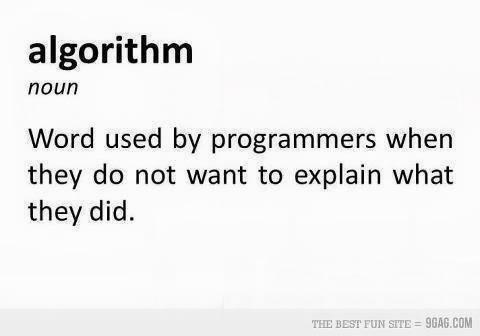 algorithm
noun
Word used by programmers when
they do not want to explain what
they did.
THE BEST FUN SITE = 9GAG.COM